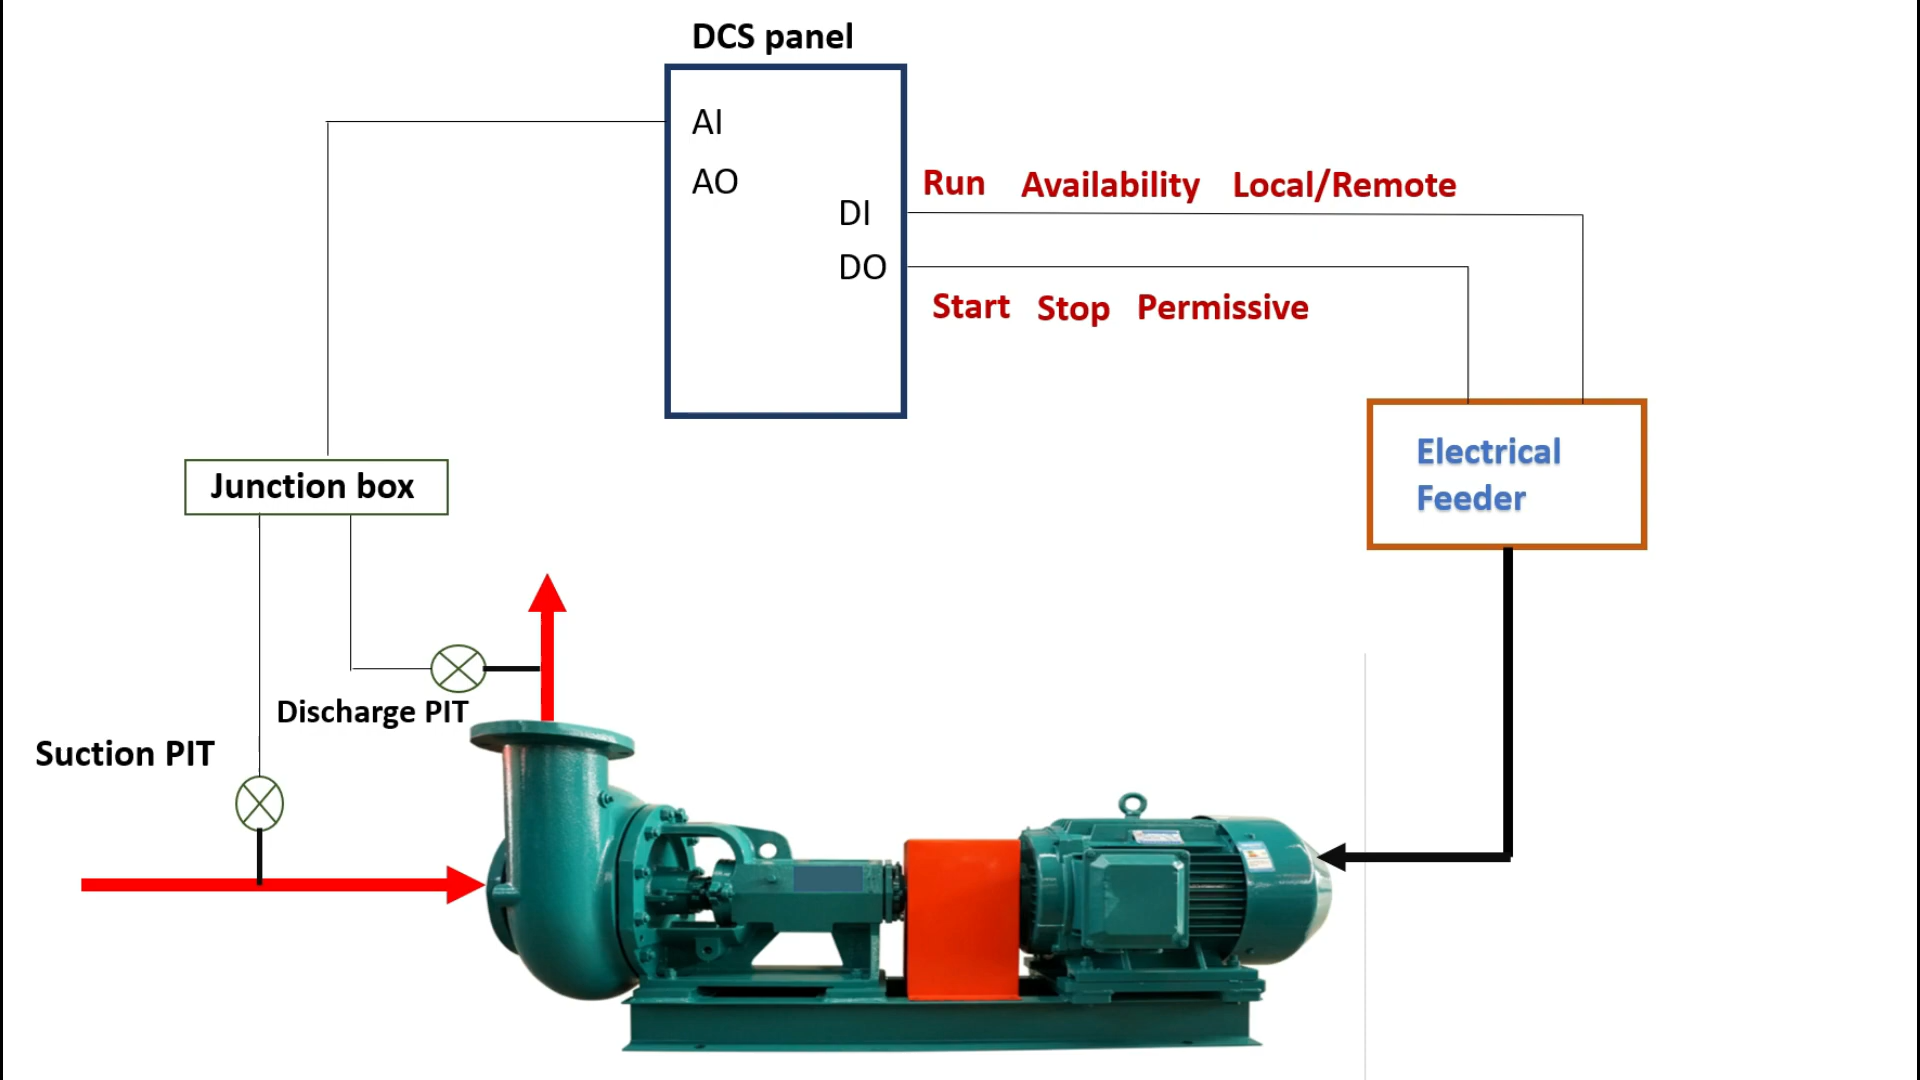 DCS panel
AI
AO
DI
DO
Run Availability Local/Remote
Start Stop Permissive
Electrical
Feeder
Junction box
Discharge PIT
Suction PIT